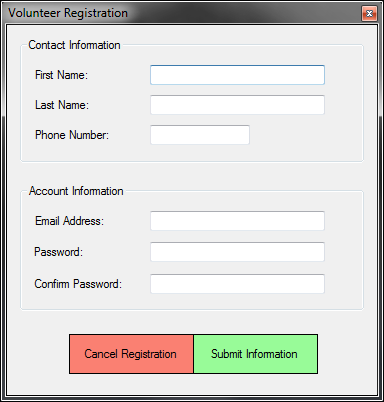 Volunteer Registration
Contact Information
First Name:
Last Name:
Phone Number:
Account Information
Email Address:
Password:
Confirm Password:
Cancel Registration Submit Information